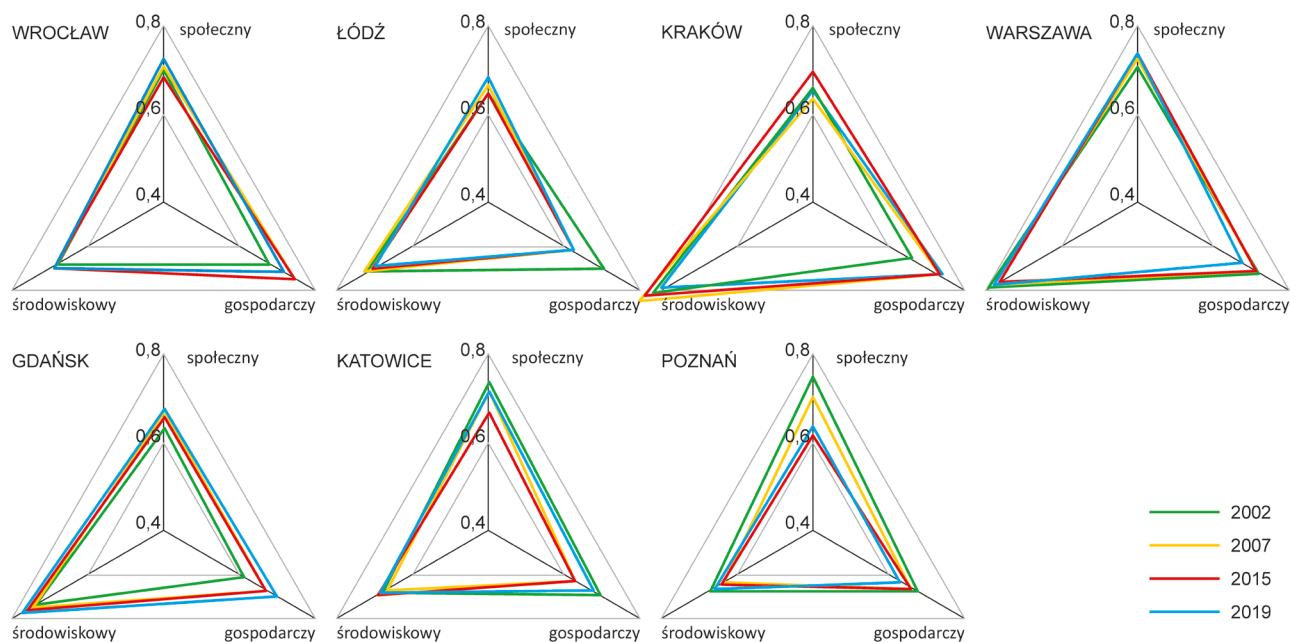 WROCŁAW
0,8
społeczny
0,6
0,4
środowiskowy
gospodarczy
ŁÓDŹ
0,8
społeczny
0,6
0,4
środowiskowy
gospodarczy
KRAKÓW
0,8
społeczny
0,6
0,4
środowiskowy
gospodarczy
WARSZAWA
0,8
społeczny
0,6
0,4
środowiskowy
gospodarczy
GDAŃSK
0,8
społeczny
0,6
0,4
środowiskowy
gospodarczy
KATOWICE
0,8
społeczny
0,6
0,4
środowiskowy
gospodarczy
POZNAŃ
0,8
społeczny
0,6
0,4
środowiskowy
gospodarczy
2002
2007
2015
2019